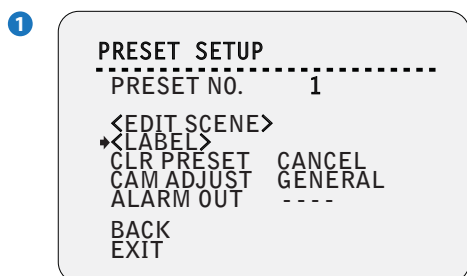 1
PRESET SETUP
PRESET NO. 1
<EDIT SCENE>
<LABEL>
CLR PRESET CANCEL
CAM ADJUST GENERAL
ALARM OUT ----
BACK
EXIT